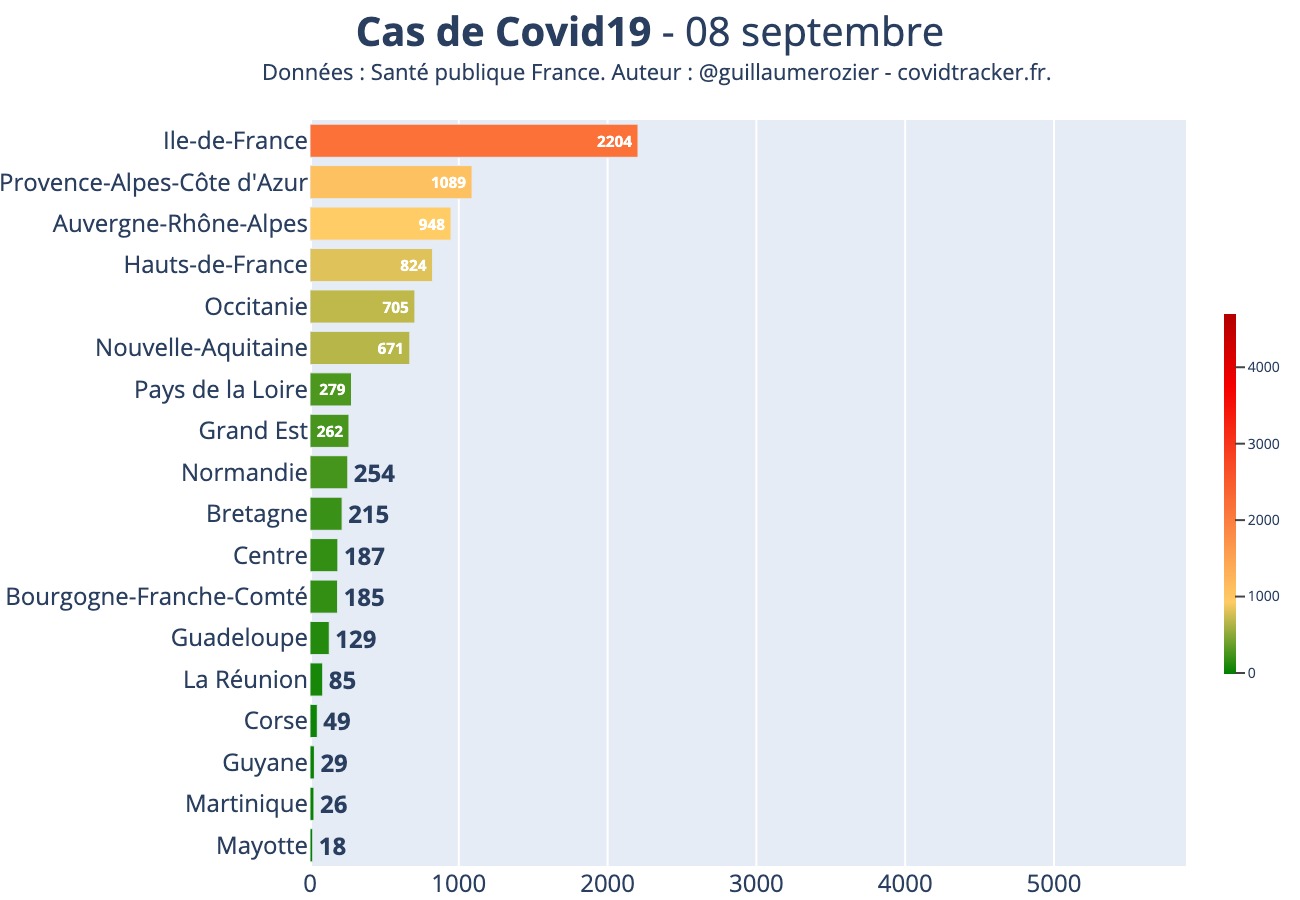 Cas de Covid19 - 08 septembre
Données : Santé publique France. Auteur : @guillaumerozier - covidtracker.fr.
Ile-de-France 2204
Provence-Alpes-Côte d'Azur 1089
Auvergne-Rhône-Alpes 948
Hauts-de-France 824
Occitanie 705
Nouvelle-Aquitaine 671
Pays de la Loire 279
Grand Est 262
Normandie 254
Bretagne 215
Centre 187
Bourgogne-Franche-Comté 185
Guadeloupe 129
La Réunion 85
Corse 49
Guyane 29
Martinique 26
Mayotte 18
0 1000 2000 3000 4000 5000
4000
3000
2000
1000
0